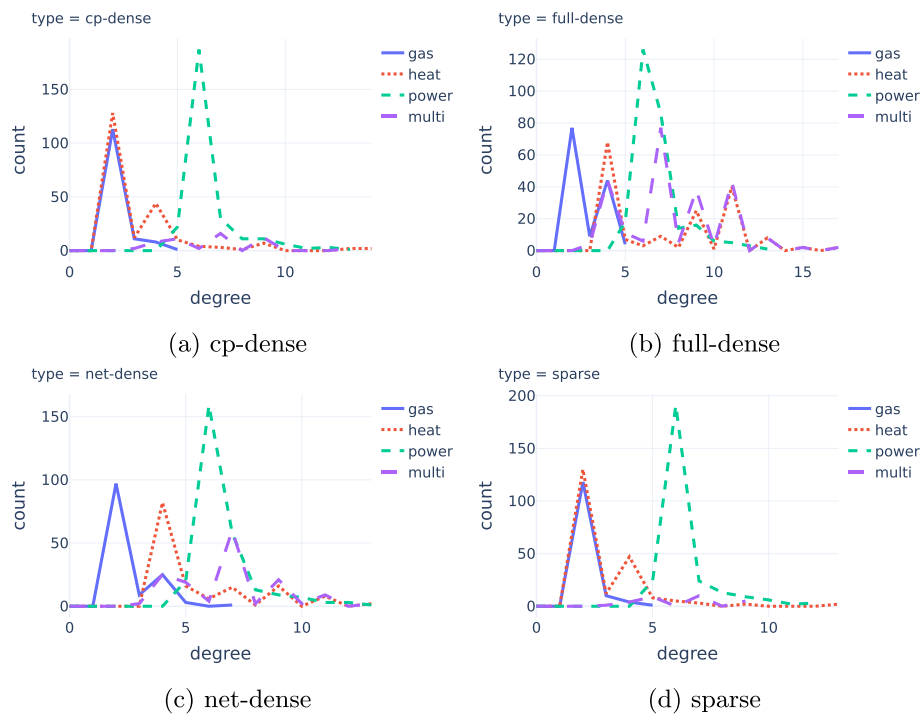 type = cp-dense
count
150
100
50
0
0
5
10
degree
gas
heat
power
multi
(a) cp-dense
type = full-dense
count
120
100
80
60
40
20
0
0
5
10
15
degree
gas
heat
power
multi
(b) full-dense
type = net-dense
count
150
100
50
0
0
5
10
degree
gas
heat
power
multi
(c) net-dense
type = sparse
count
200
150
100
50
0
0
5
10
degree
gas
heat
power
multi
(d) sparse